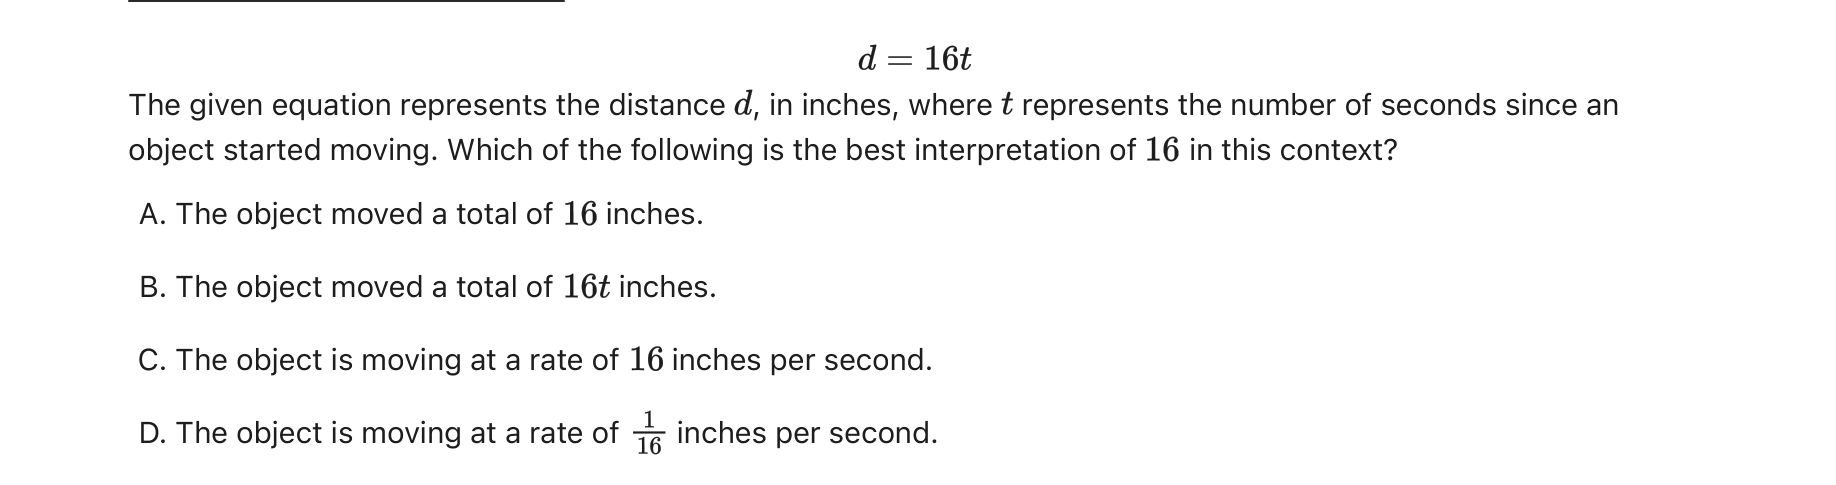 d = 16t
The given equation represents the distance d, in inches, where t represents the number of seconds since an
object started moving. Which of the following is the best interpretation of 16 in this context?
A. The object moved a total of 16 inches.
B. The object moved a total of 16t inches.
C. The object is moving at a rate of 16 inches per second.
D. The object is moving at a rate of 1/16 inches per second.